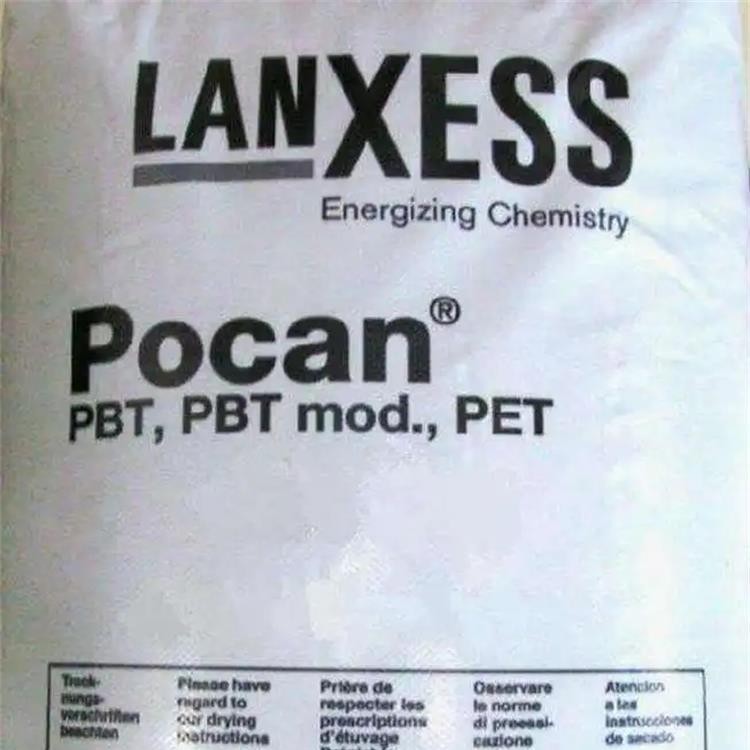 LANXESS
Energizing Chemistry
Pocan®
PBT, PBT mod., PET
Trock-
nungs-
vorschriften
beachten
Please have
regard to
our drying
instructions
Prière de
respecter les
prescriptions
d'étuvage
Osservare
le norme
di preessi-
cazione
Atencion
a las
instrucciones
de secado